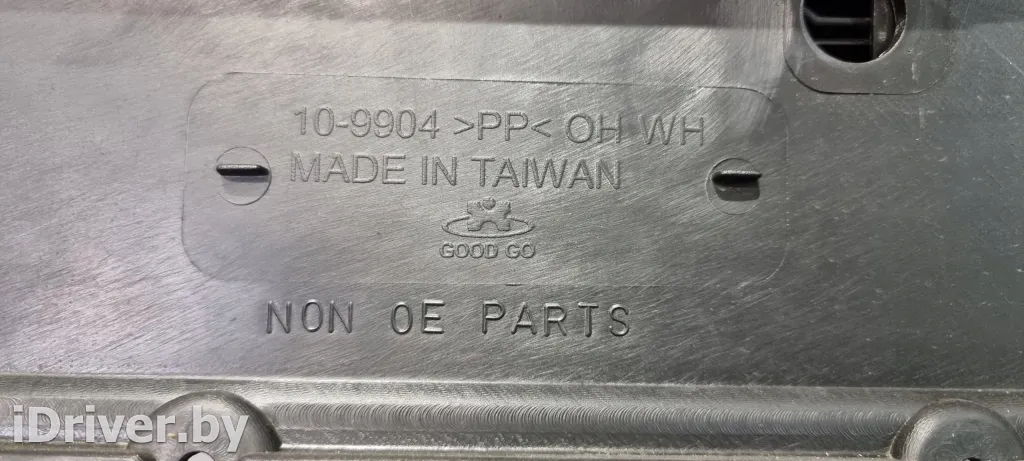 10-9904 >PP< OH WH
MADE IN TAIWAN
GOOD GO
NON OE PARTS
iDriver.by